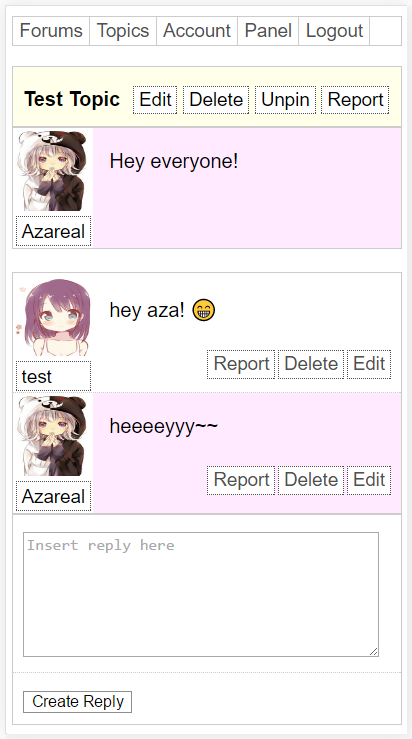 Forums Topics Account Panel Logout
Test Topic Edit Delete Unpin Report
Hey everyone!
Azareal
hey aza! 😁
Report Delete Edit
test
heeeeyyy~~
Report Delete Edit
Azareal
Insert reply here
Create Reply